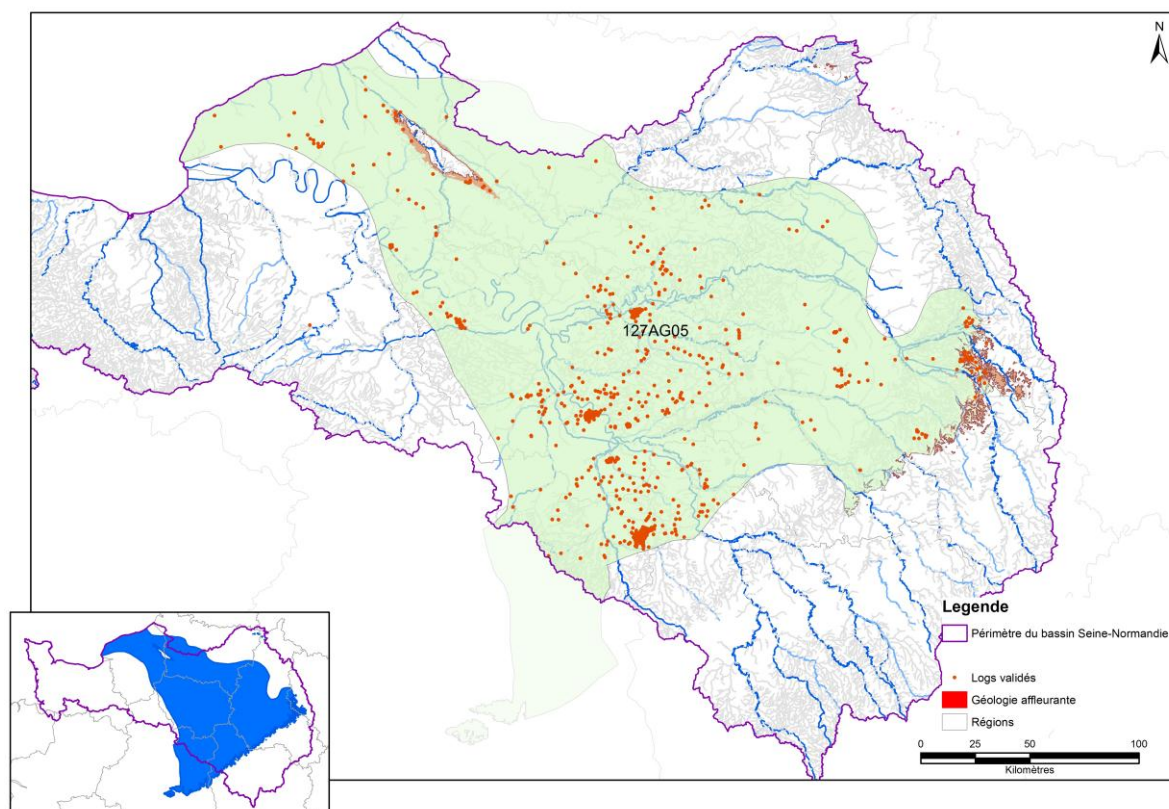 N
127AG05
Legende
Périmètre du bassin Seine-Normandie
Logs validés
Géologie affleurante
Régions
0 25 50 100
Kilomètres